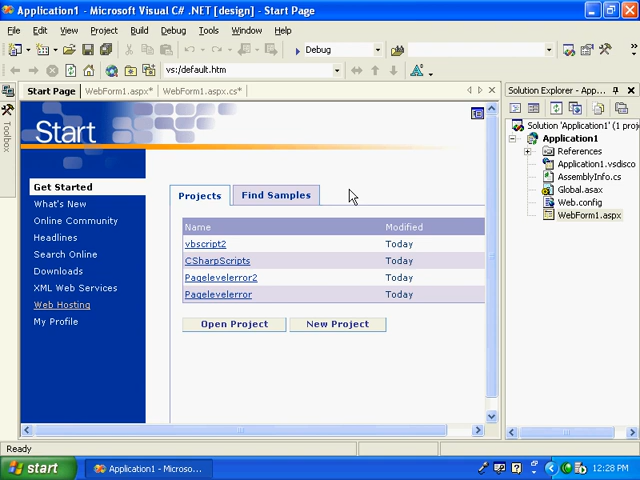 Application1 - Microsoft Visual C# .NET [design] - Start Page
File Edit View Project Build Debug Tools Window Help
Debug
vs:/default.htm
Start Page WebForm1.aspx* WebForm1.aspx.cs*
Solution Explorer - App...
Toolbox
Start
Get Started
What's New
Online Community
Headlines
Search Online
Downloads
XML Web Services
Web Hosting
My Profile
Projects Find Samples
Name Modified
vbscript2 Today
CSharpScripts Today
Pagelevelerror2 Today
Pagelevelerror Today
Open Project New Project
Solution 'Application1' (1 proj
Application1
References
Application1.vsdisco
AssemblyInfo.cs
Global.asax
Web.config
WebForm1.aspx
Ready
start Application1 - Microso... 12:28 PM